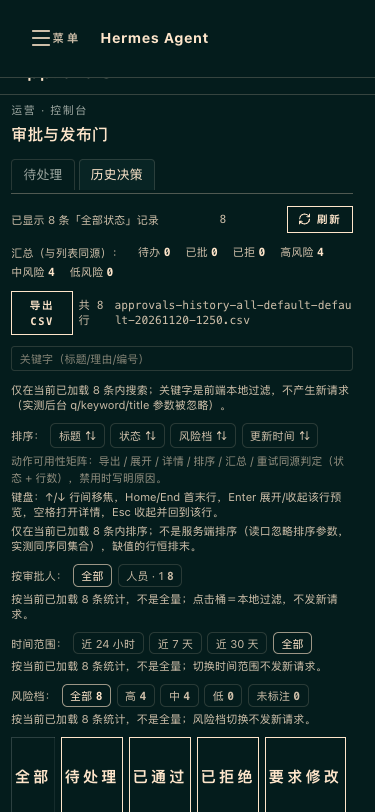 菜单 Hermes Agent
运营 · 控制台
审批与发布门
待处理 历史决策
已显示 8 条「全部状态」记录 8 刷新
汇总（与列表同源）： 待办 0 已批 0 已拒 0 高风险 4
中风险 4 低风险 0
导出 CSV 共 8 行 approvals-history-all-default-defau
lt-20261120-1250.csv
关键字（标题/理由/编号）
仅在当前已加载 8 条内搜索；关键字是前端本地过滤，不产生新请求
（实测后台 q/keyword/title 参数被忽略）。
排序： 标题 ⇅ 状态 ⇅ 风险档 ⇅ 更新时间 ⇅
动作可用性矩阵：导出 / 展开 / 详情 / 排序 / 汇总 / 重试同源判定（状
态 + 行数），禁用时写明原因。
键盘：↑/↓ 行间移焦，Home/End 首末行，Enter 展开/收起该行预
览，空格打开详情，Esc 收起并回到该行。
仅在当前已加载 8 条内排序；不是服务端排序（读口忽略排序参数，
实测同序同集合），缺值的行恒排末。
按审批人： 全部 人员 · 1 8
按当前已加载 8 条统计，不是全量；点击桶＝本地过滤，不发新请
求。
时间范围： 近 24 小时 近 7 天 近 30 天 全部
按当前已加载 8 条统计，不是全量；切换时间范围不发新请求。
风险档： 全部 8 高 4 中 4 低 0 未标注 0
按当前已加载 8 条统计，不是全量；风险档切换不发新请求。
全部 待处理 已通过 已拒绝 要求修改